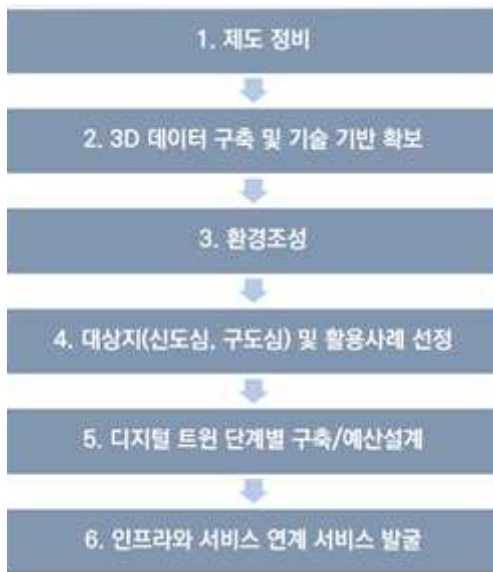 1. 제도 정비
2. 3D 데이터 구축 및 기술 기반 확보
3. 환경조성
4. 대상지(신도심, 구도심) 및 활용사례 선정
5. 디지털 트윈 단계별 구축/예산설계
6. 인프라와 서비스 연계 서비스 발굴